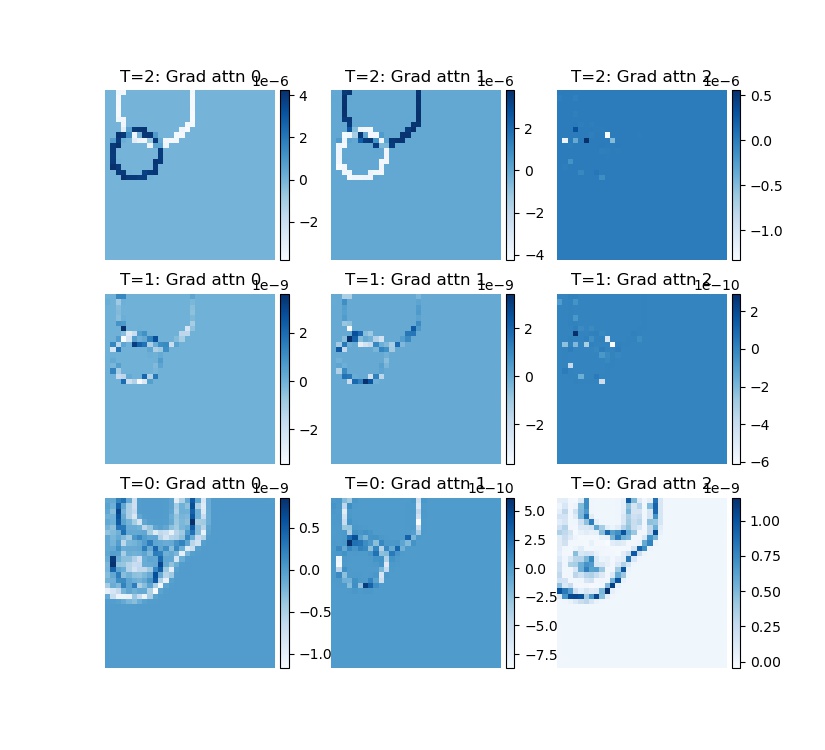 T=2: Grad attn 0
1e−6
T=2: Grad attn 1
1e−6
T=2: Grad attn 2
1e−6
4
2
0
−2
2
0
−2
−4
0.5
0.0
−0.5
−1.0
T=1: Grad attn 0
1e−9
T=1: Grad attn 1
1e−9
T=1: Grad attn 2
1e−10
2
0
−2
2
0
−2
2
0
−2
−4
−6
T=0: Grad attn 0
1e−9
T=0: Grad attn 1
1e−10
T=0: Grad attn 2
1e−9
0.5
0.0
−0.5
−1.0
5.0
2.5
0.0
−2.5
−5.0
−7.5
1.00
0.75
0.50
0.25
0.00